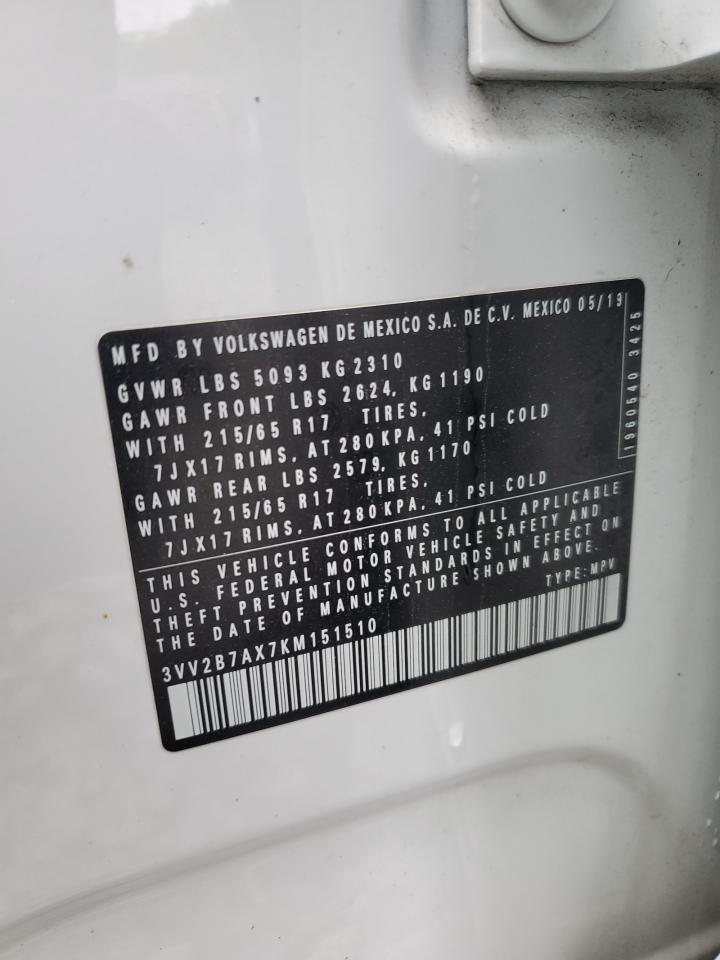 MFD BY VOLKSWAGEN DE MEXICO S.A. DE C.V. MEXICO 05/19
GVWR LBS 5093 KG 2310
GAWR FRONT LBS 2624, KG 1190
WITH 215/65 R17 TIRES,
7JX17 RIMS, AT 280 KPA, 41 PSI COLD
GAWR REAR LBS 2579, KG 1170
WITH 215/65 R17 TIRES,
7JX17 RIMS, AT 280 KPA, 41 PSI COLD
1960540 3425
THIS VEHICLE CONFORMS TO ALL APPLICABLE
U.S. FEDERAL MOTOR VEHICLE SAFETY AND
THEFT PREVENTION STANDARDS IN EFFECT ON
THE DATE OF MANUFACTURE SHOWN ABOVE.
3VV2B7AX7KM151510 TYPE: MPV